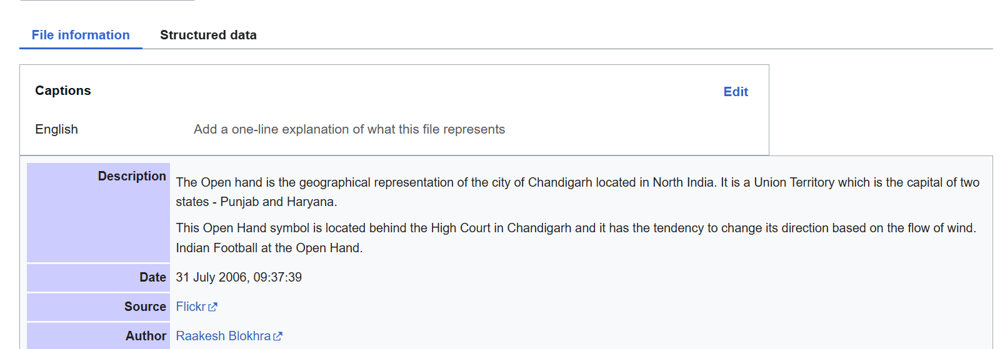 File information Structured data
Captions Edit
English Add a one-line explanation of what this file represents
Description The Open hand is the geographical representation of the city of Chandigarh located in North India. It is a Union Territory which is the capital of two
states - Punjab and Haryana.
This Open Hand symbol is located behind the High Court in Chandigarh and it has the tendency to change its direction based on the flow of wind.
Indian Football at the Open Hand.
Date 31 July 2006, 09:37:39
Source Flickr
Author Raakesh Blokhra